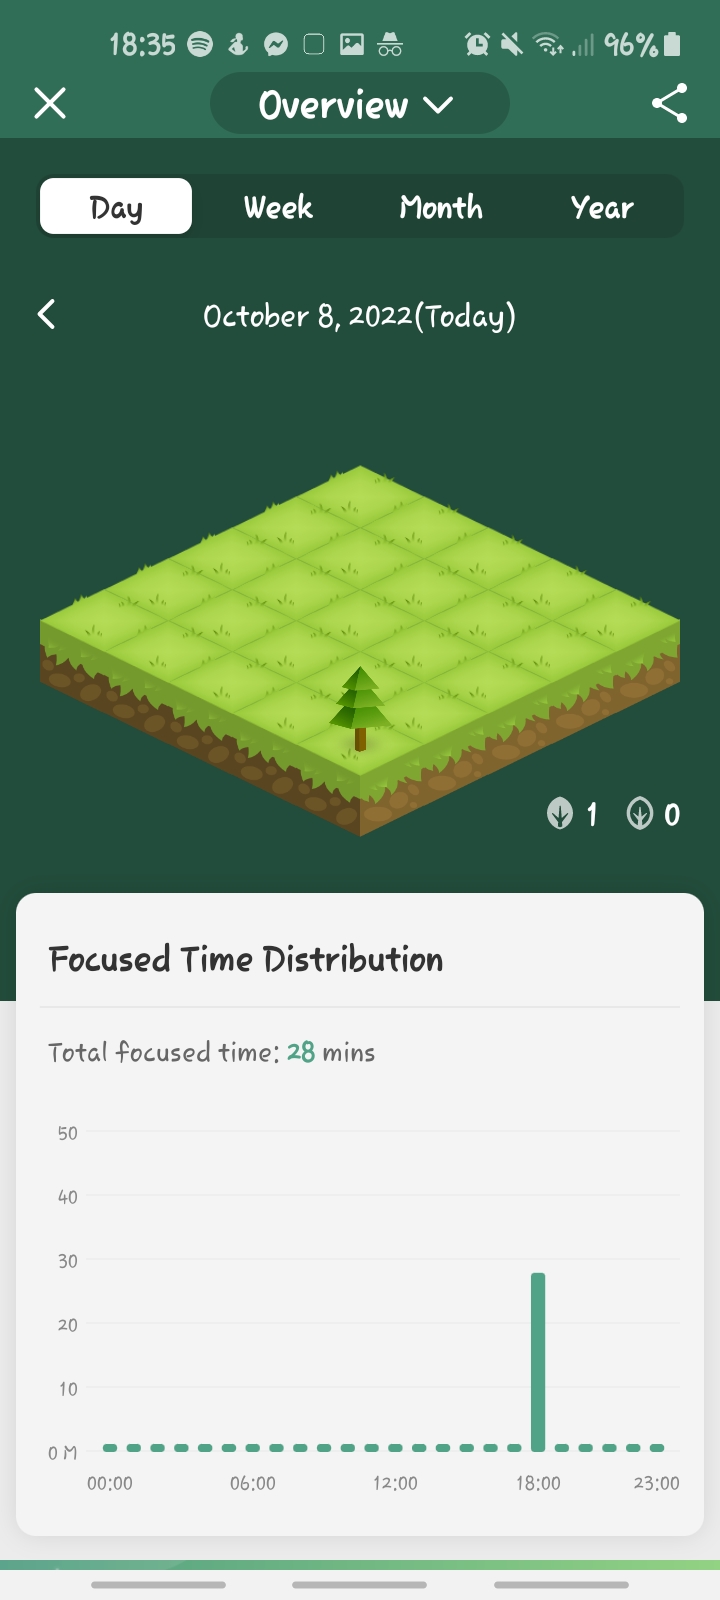 18:35 96%
Overview
Day Week Month Year
October 8, 2022(Today)
1 0
Focused Time Distribution
Total focused time: 28 mins
50
40
30
20
10
0 M
00:00 06:00 12:00 18:00 23:00